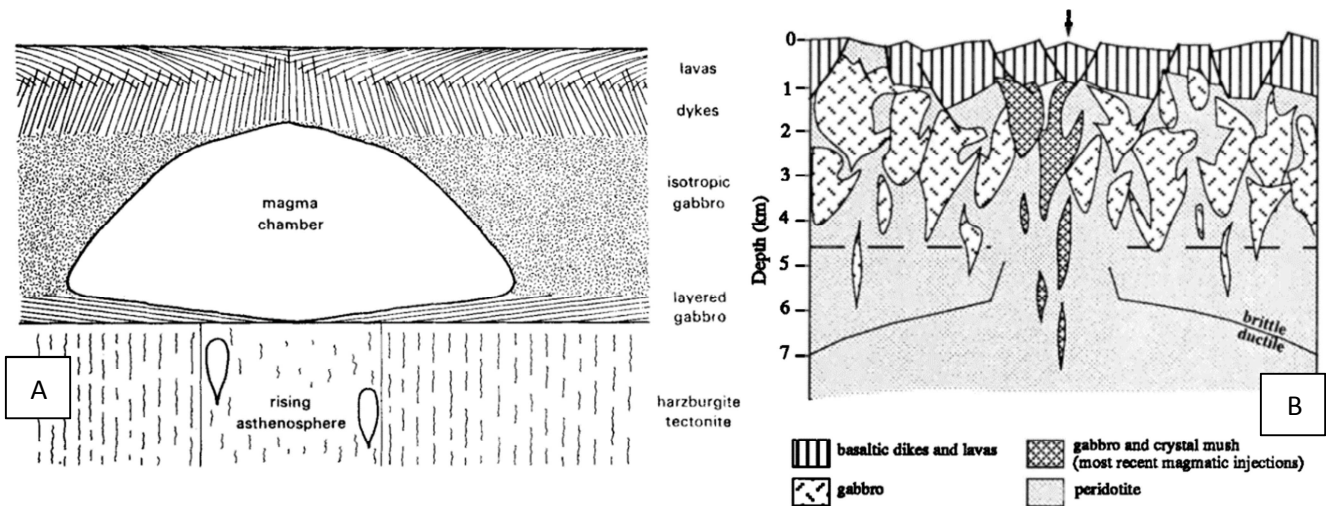 lavas
dykes
isotropic
gabbro
magma
chamber
layered
gabbro
rising
asthenosphere
harzburgite
tectonite
A
0
1
2
3
4
5
6
7
Depth (km)
brittle
ductile
B
basaltic dikes and lavas
gabbro
gabbro and crystal mush
(most recent magmatic injections)
peridotite